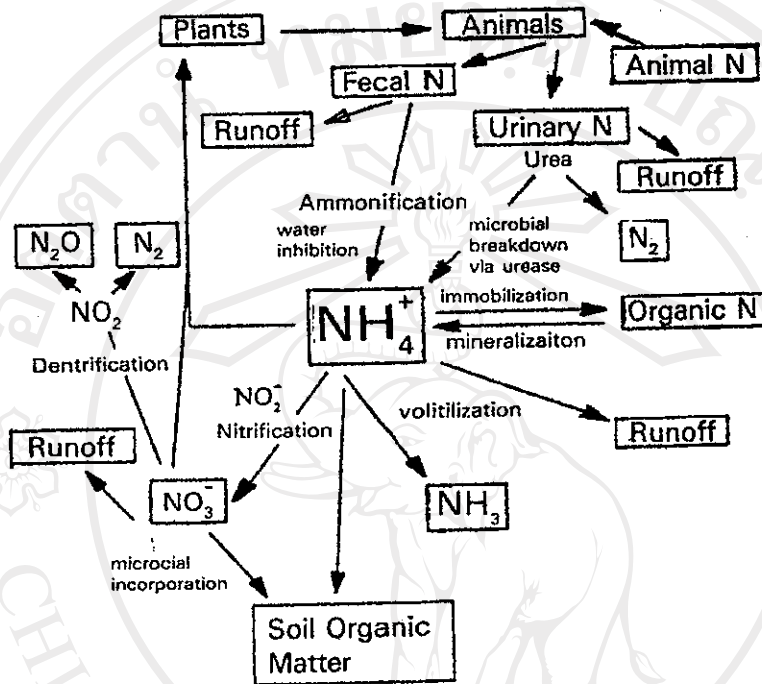 Plants
Animals
Animal N
Fecal N
Runoff
Urinary N
Urea
Runoff
N₂
Ammonification
water
inhibition
microbial
breakdown
via urease
N₂O
N₂
NO₂
Dentrification
NH₄⁺
immobilization
mineralizaiton
Organic N
NO₂⁻
Nitrification
volitilization
Runoff
Runoff
NO₃⁻
NH₃
microcial
incorporation
Soil Organic
Matter
CHI